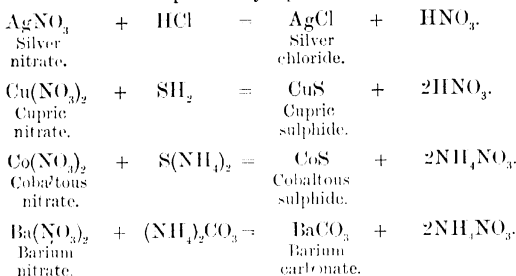 AgNO₃ + HCl = AgCl + HNO₃.
Silver Silver
nitrate. chloride.
Cu(NO₃)₂ + SH₂ = CuS + 2HNO₃.
Cupric Cupric
nitrate. sulphide.
Co(NO₃)₂ + S(NH₄)₂ = CoS + 2NH₄NO₃.
Cobaltous Cobaltous
nitrate. sulphide.
Ba(NO₃)₂ + (NH₄)₂CO₃ = BaCO₃ + 2NH₄NO₃.
Barium Barium
nitrate. carbonate.